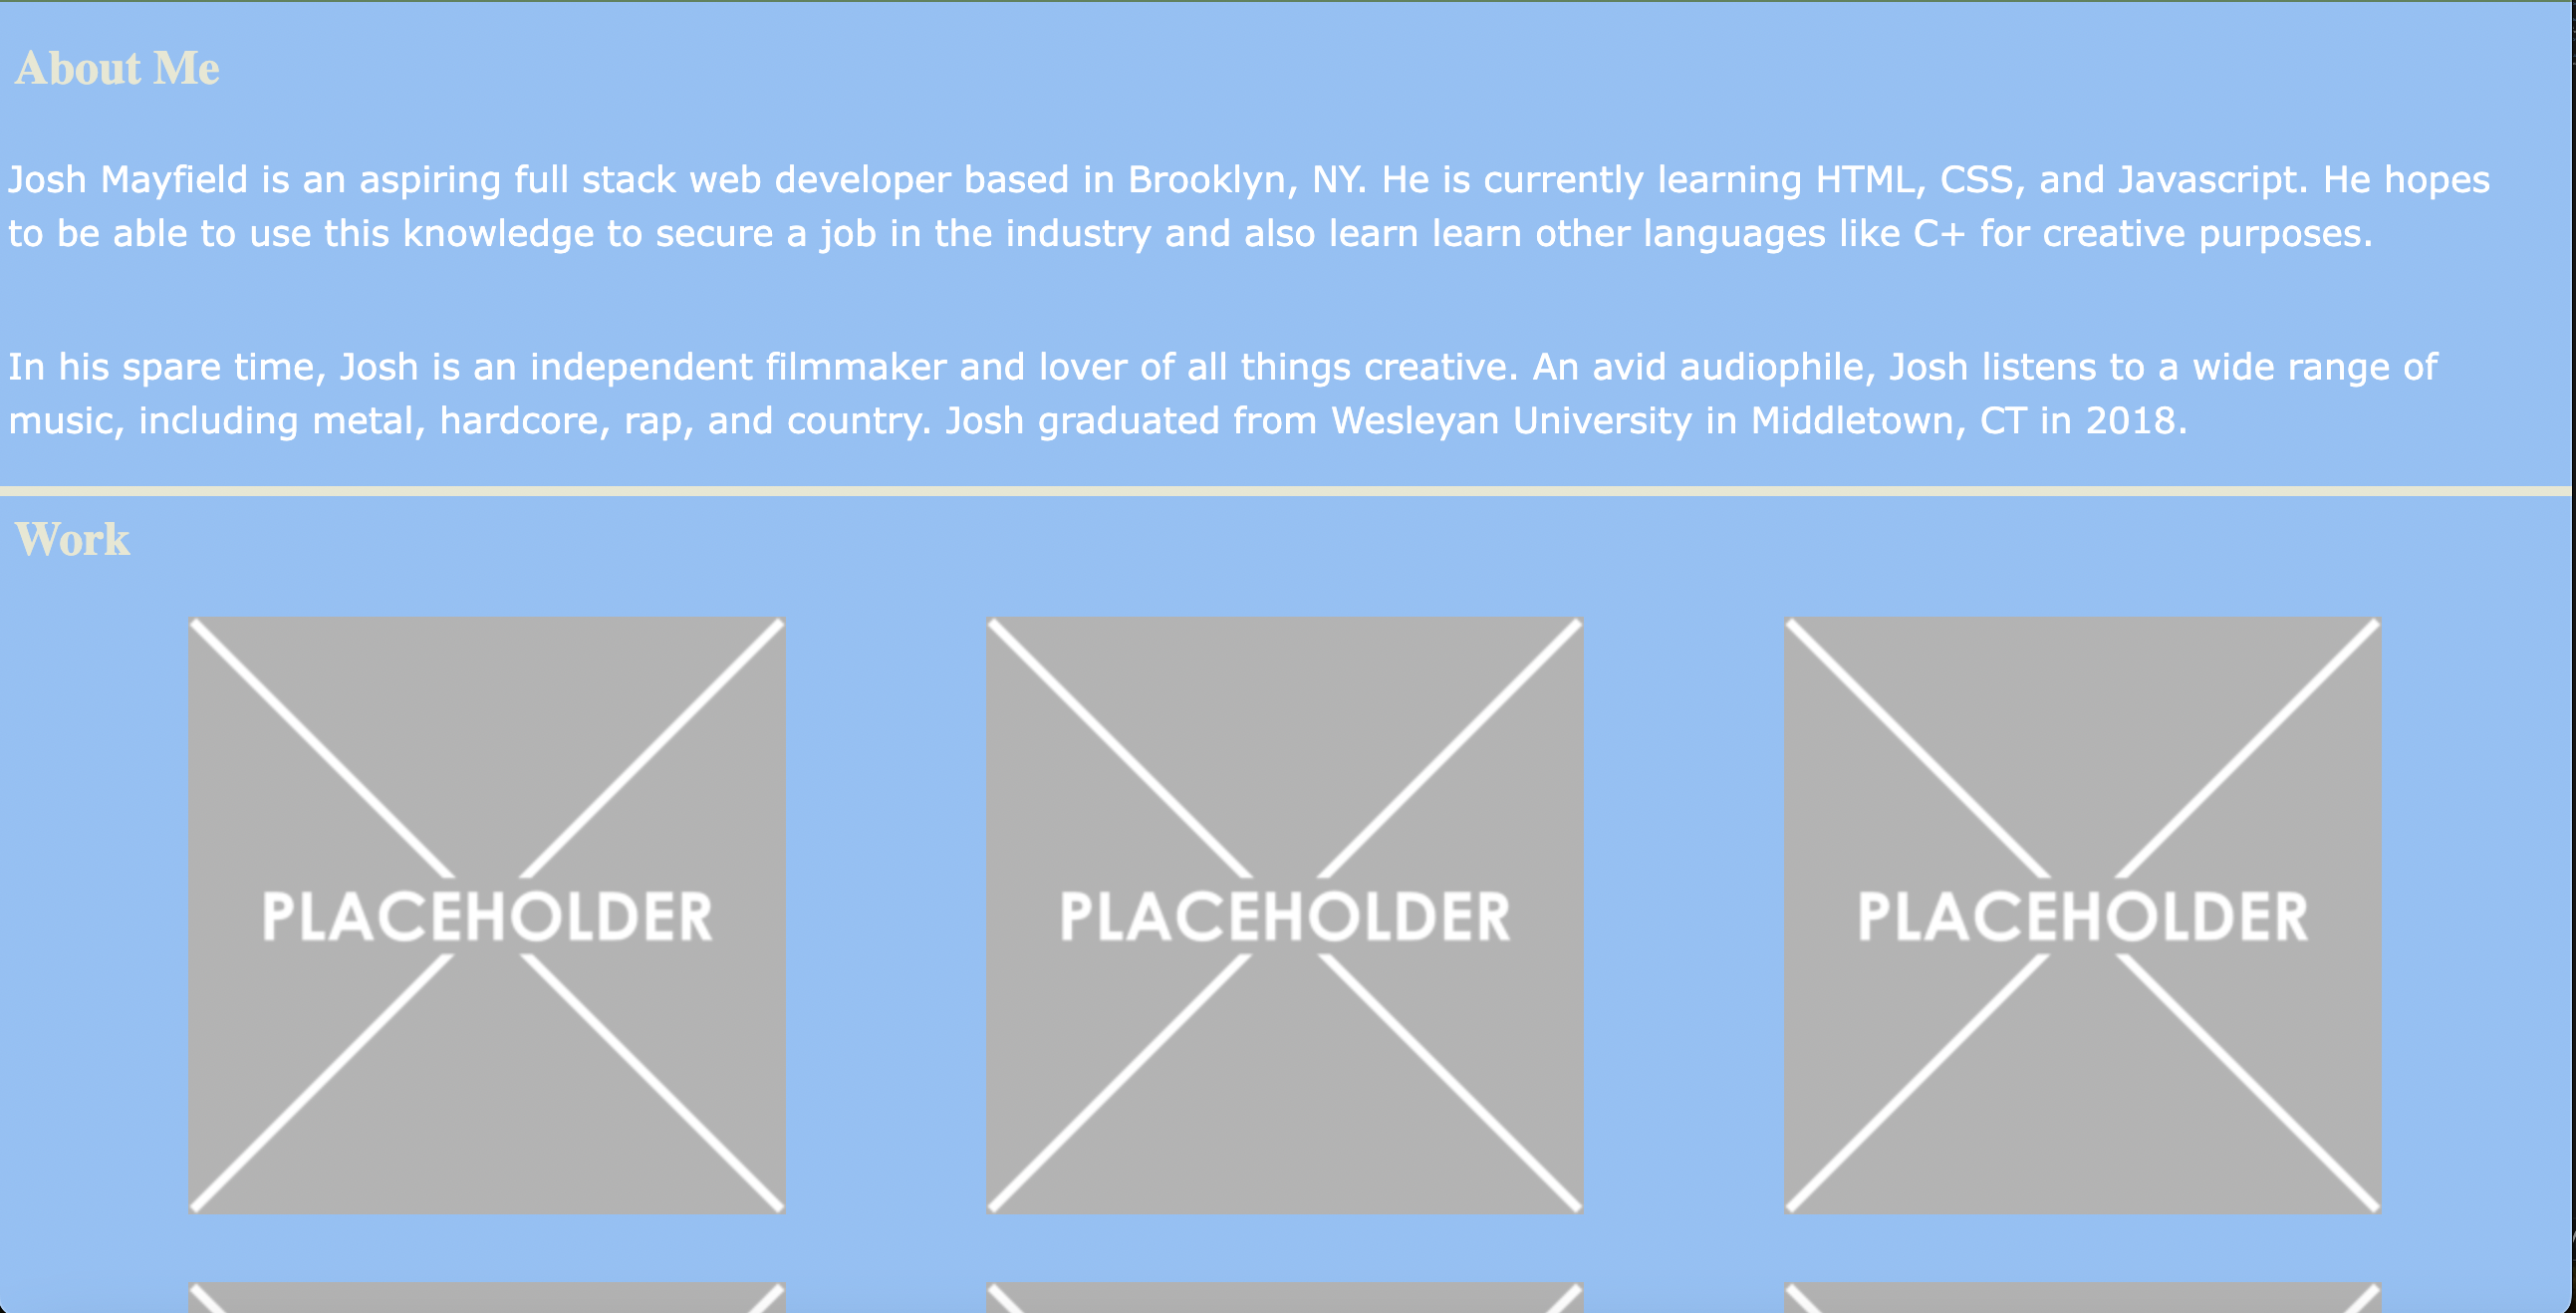 About Me
Josh Mayfield is an aspiring full stack web developer based in Brooklyn, NY. He is currently learning HTML, CSS, and Javascript. He hopes
to be able to use this knowledge to secure a job in the industry and also learn learn other languages like C+ for creative purposes.
In his spare time, Josh is an independent filmmaker and lover of all things creative. An avid audiophile, Josh listens to a wide range of
music, including metal, hardcore, rap, and country. Josh graduated from Wesleyan University in Middletown, CT in 2018.
Work
PLACEHOLDER PLACEHOLDER PLACEHOLDER